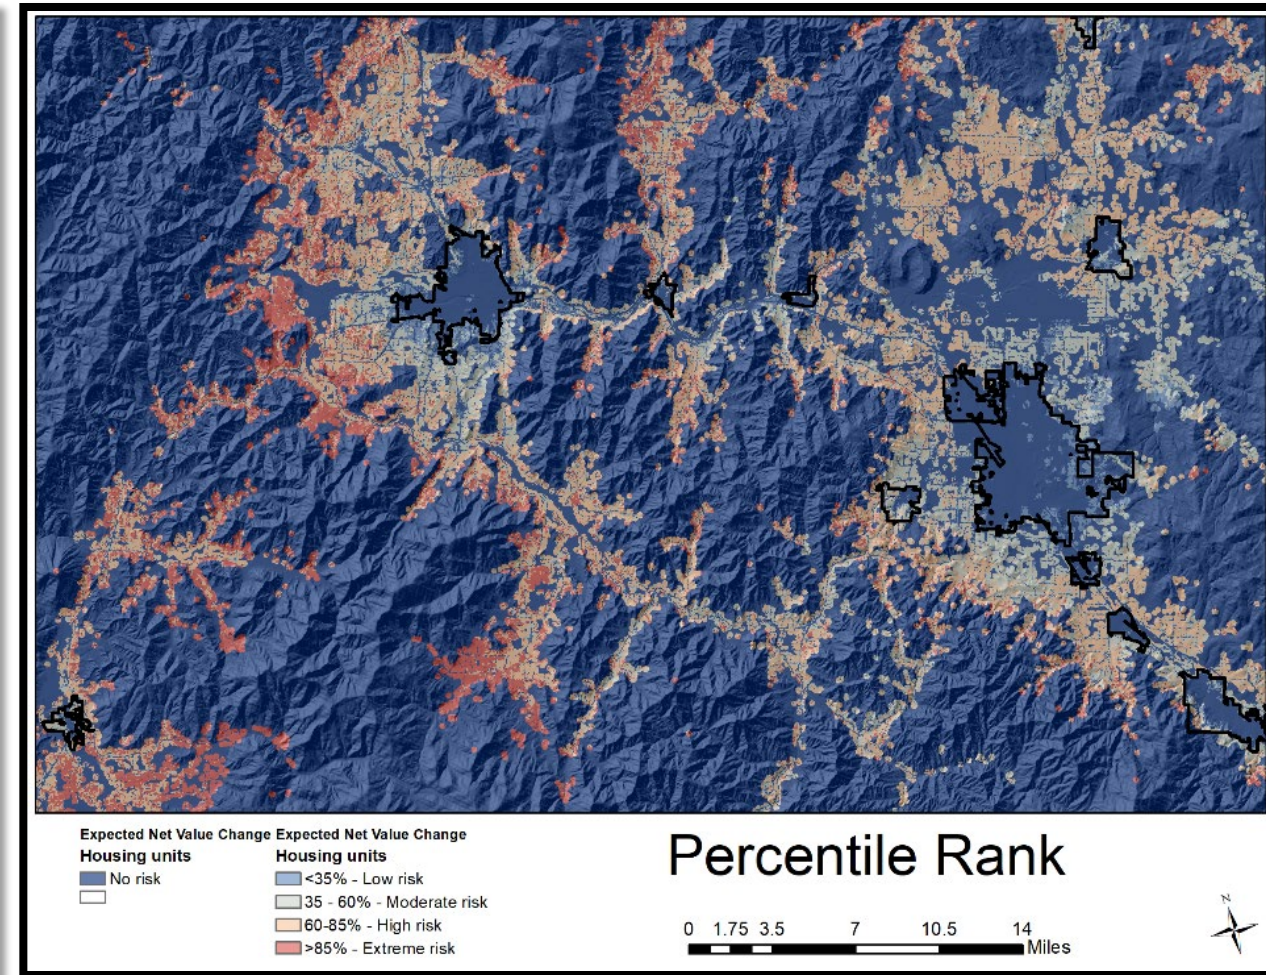 Expected Net Value Change Expected Net Value Change
Housing units Housing units
No risk
<35% - Low risk
35 - 60% - Moderate risk
60-85% - High risk
>85% - Extreme risk
Percentile Rank
0 1.75 3.5 7 10.5 14
Miles
N